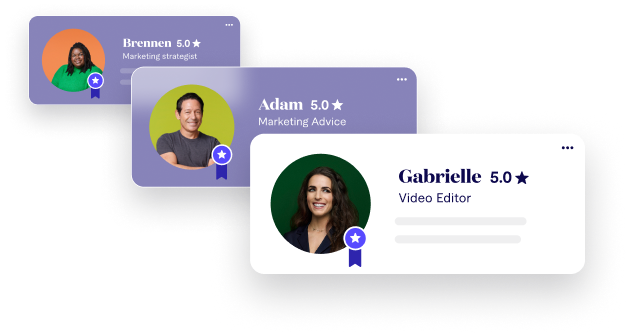 Brennen 5.0★
Marketing strategist
Adam 5.0★
Marketing Advice
Gabrielle 5.0★
Video Editor